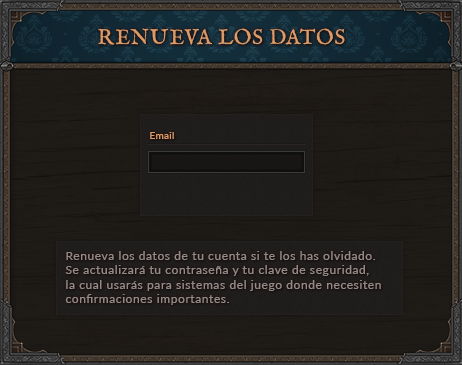 RENUEVA LOS DATOS
Email
Renueva los datos de tu cuenta si te los has olvidado.
Se actualizará tu contraseña y tu clave de seguridad,
la cual usarás para sistemas del juego donde necesiten
confirmaciones importantes.